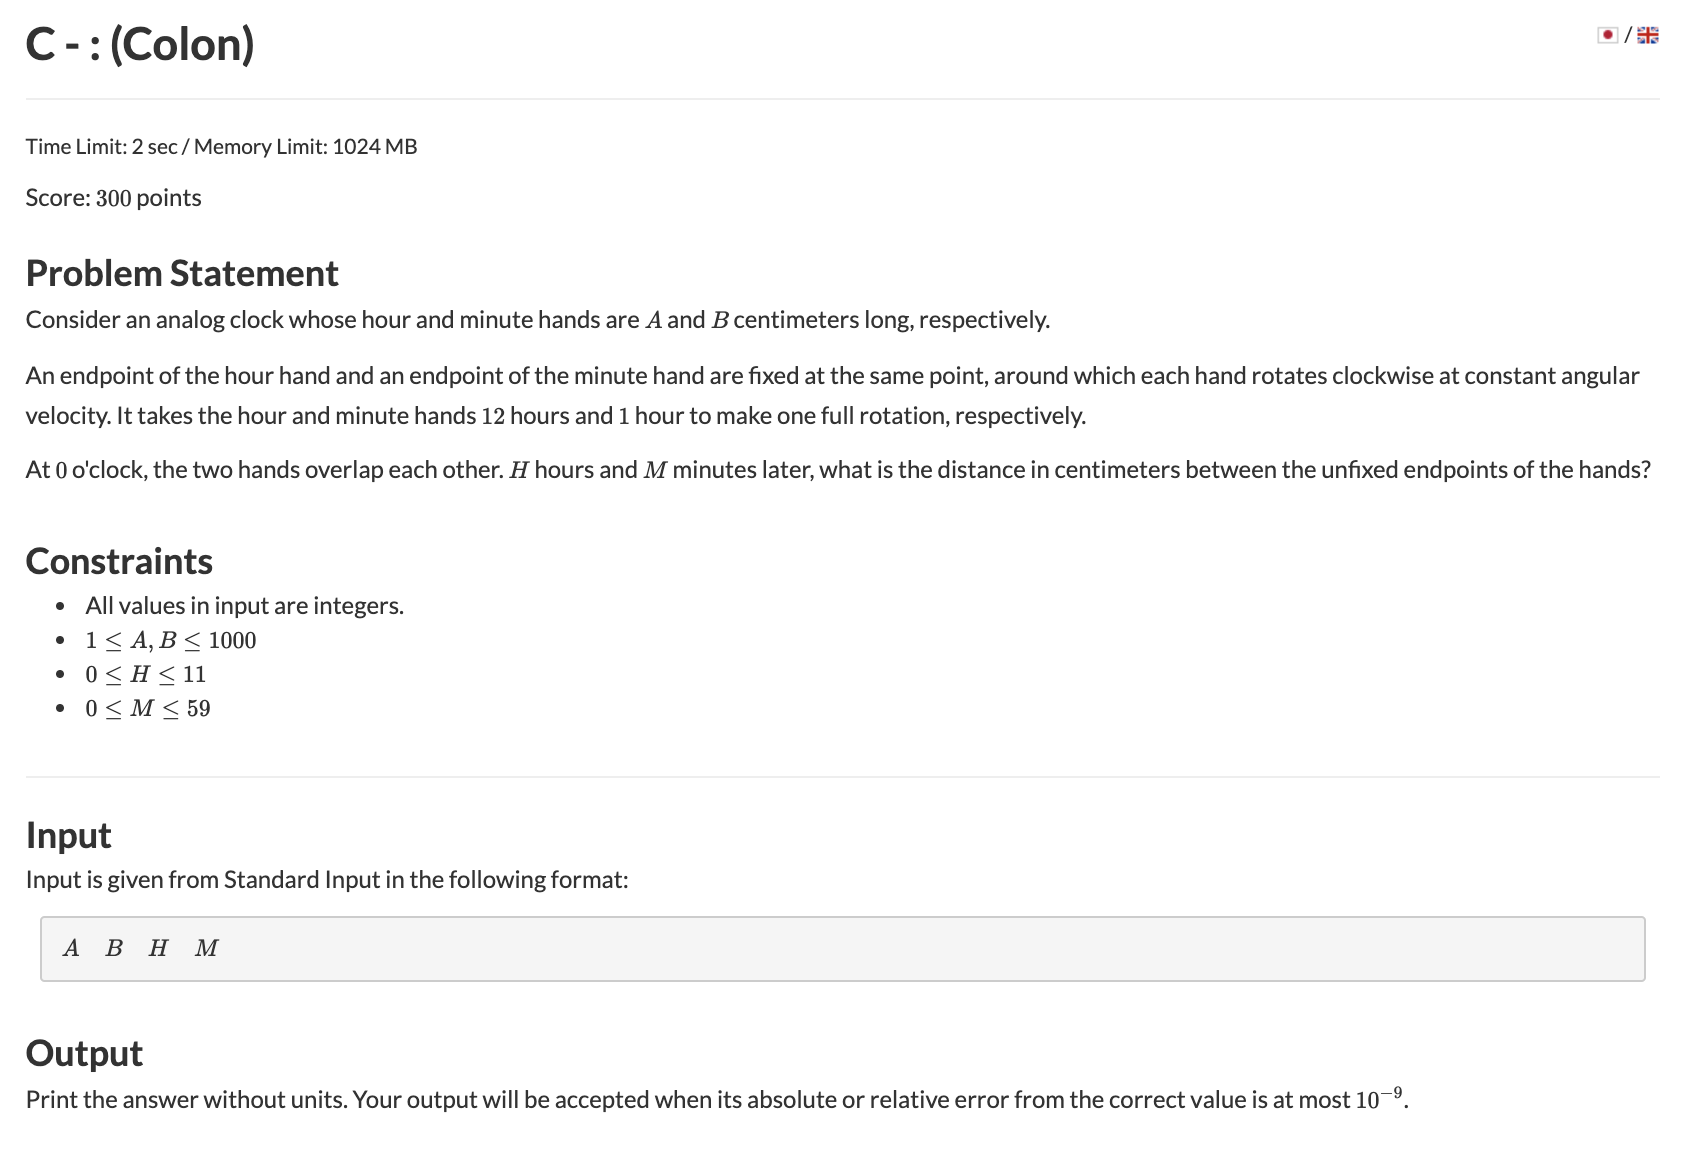 C - : (Colon)
/
Time Limit: 2 sec / Memory Limit: 1024 MB
Score: 300 points
Problem Statement
Consider an analog clock whose hour and minute hands are A and B centimeters long, respectively.
An endpoint of the hour hand and an endpoint of the minute hand are fixed at the same point, around which each hand rotates clockwise at constant angular
velocity. It takes the hour and minute hands 12 hours and 1 hour to make one full rotation, respectively.
At 0 o'clock, the two hands overlap each other. H hours and M minutes later, what is the distance in centimeters between the unfixed endpoints of the hands?
Constraints
• All values in input are integers.
• 1 ≤ A, B ≤ 1000
• 0 ≤ H ≤ 11
• 0 ≤ M ≤ 59
Input
Input is given from Standard Input in the following format:
A B H M
Output
Print the answer without units. Your output will be accepted when its absolute or relative error from the correct value is at most 10⁻⁹.